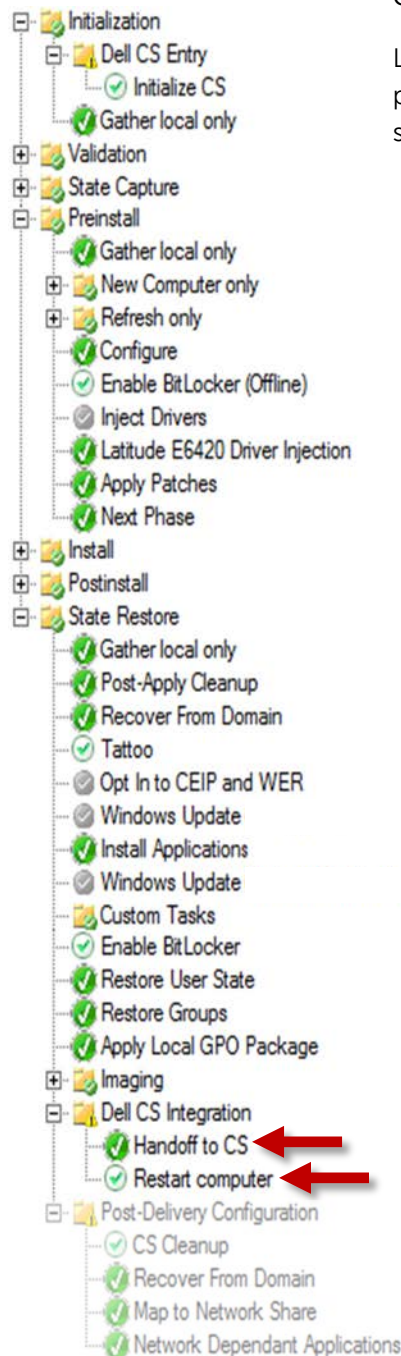 Initialization
Dell CS Entry
Initialize CS
Gather local only
Validation
State Capture
Preinstall
Gather local only
New Computer only
Refresh only
Configure
Enable BitLocker (Offline)
Inject Drivers
Latitude E6420 Driver Injection
Apply Patches
Next Phase
Install
Postinstall
State Restore
Gather local only
Post-Apply Cleanup
Recover From Domain
Tattoo
Opt In to CEIP and WER
Windows Update
Install Applications
Windows Update
Custom Tasks
Enable BitLocker
Restore User State
Restore Groups
Apply Local GPO Package
Imaging
Dell CS Integration
Handoff to CS
Restart computer
Post-Delivery Configuration
CS Cleanup
Recover From Domain
Map to Network Share
Network Dependant Applications